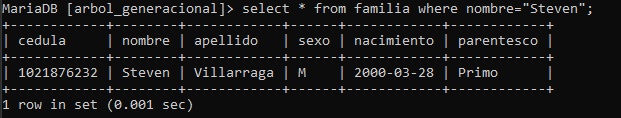 MariaDB [arbol_generacional]> select * from familia where nombre="Steven";
+------------+--------+------------+------+------------+------------+
| cedula     | nombre | apellido   | sexo | nacimiento | parentesco |
+------------+--------+------------+------+------------+------------+
| 1021876232 | Steven | Villarraga | M    | 2000-03-28 | Primo      |
+------------+--------+------------+------+------------+------------+
1 row in set (0.001 sec)